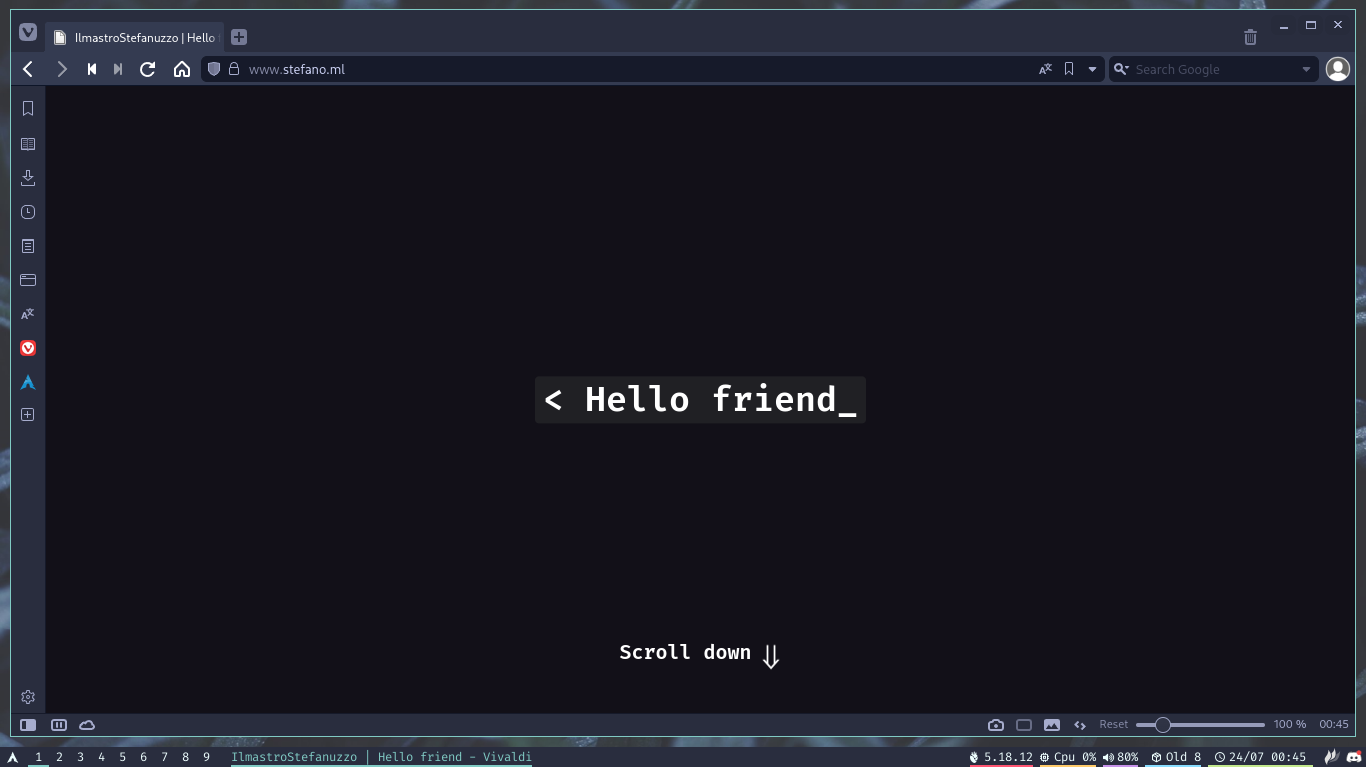 IlmastroStefanuzzo | Hello
www.stefano.ml
Search Google
< Hello friend_
Scroll down ⇓
Reset
100 %
00:45
1 2 3 4 5 6 7 8 9
IlmastroStefanuzzo | Hello friend - Vivaldi
5.18.12
Cpu 0%
80%
Old 8
24/07 00:45